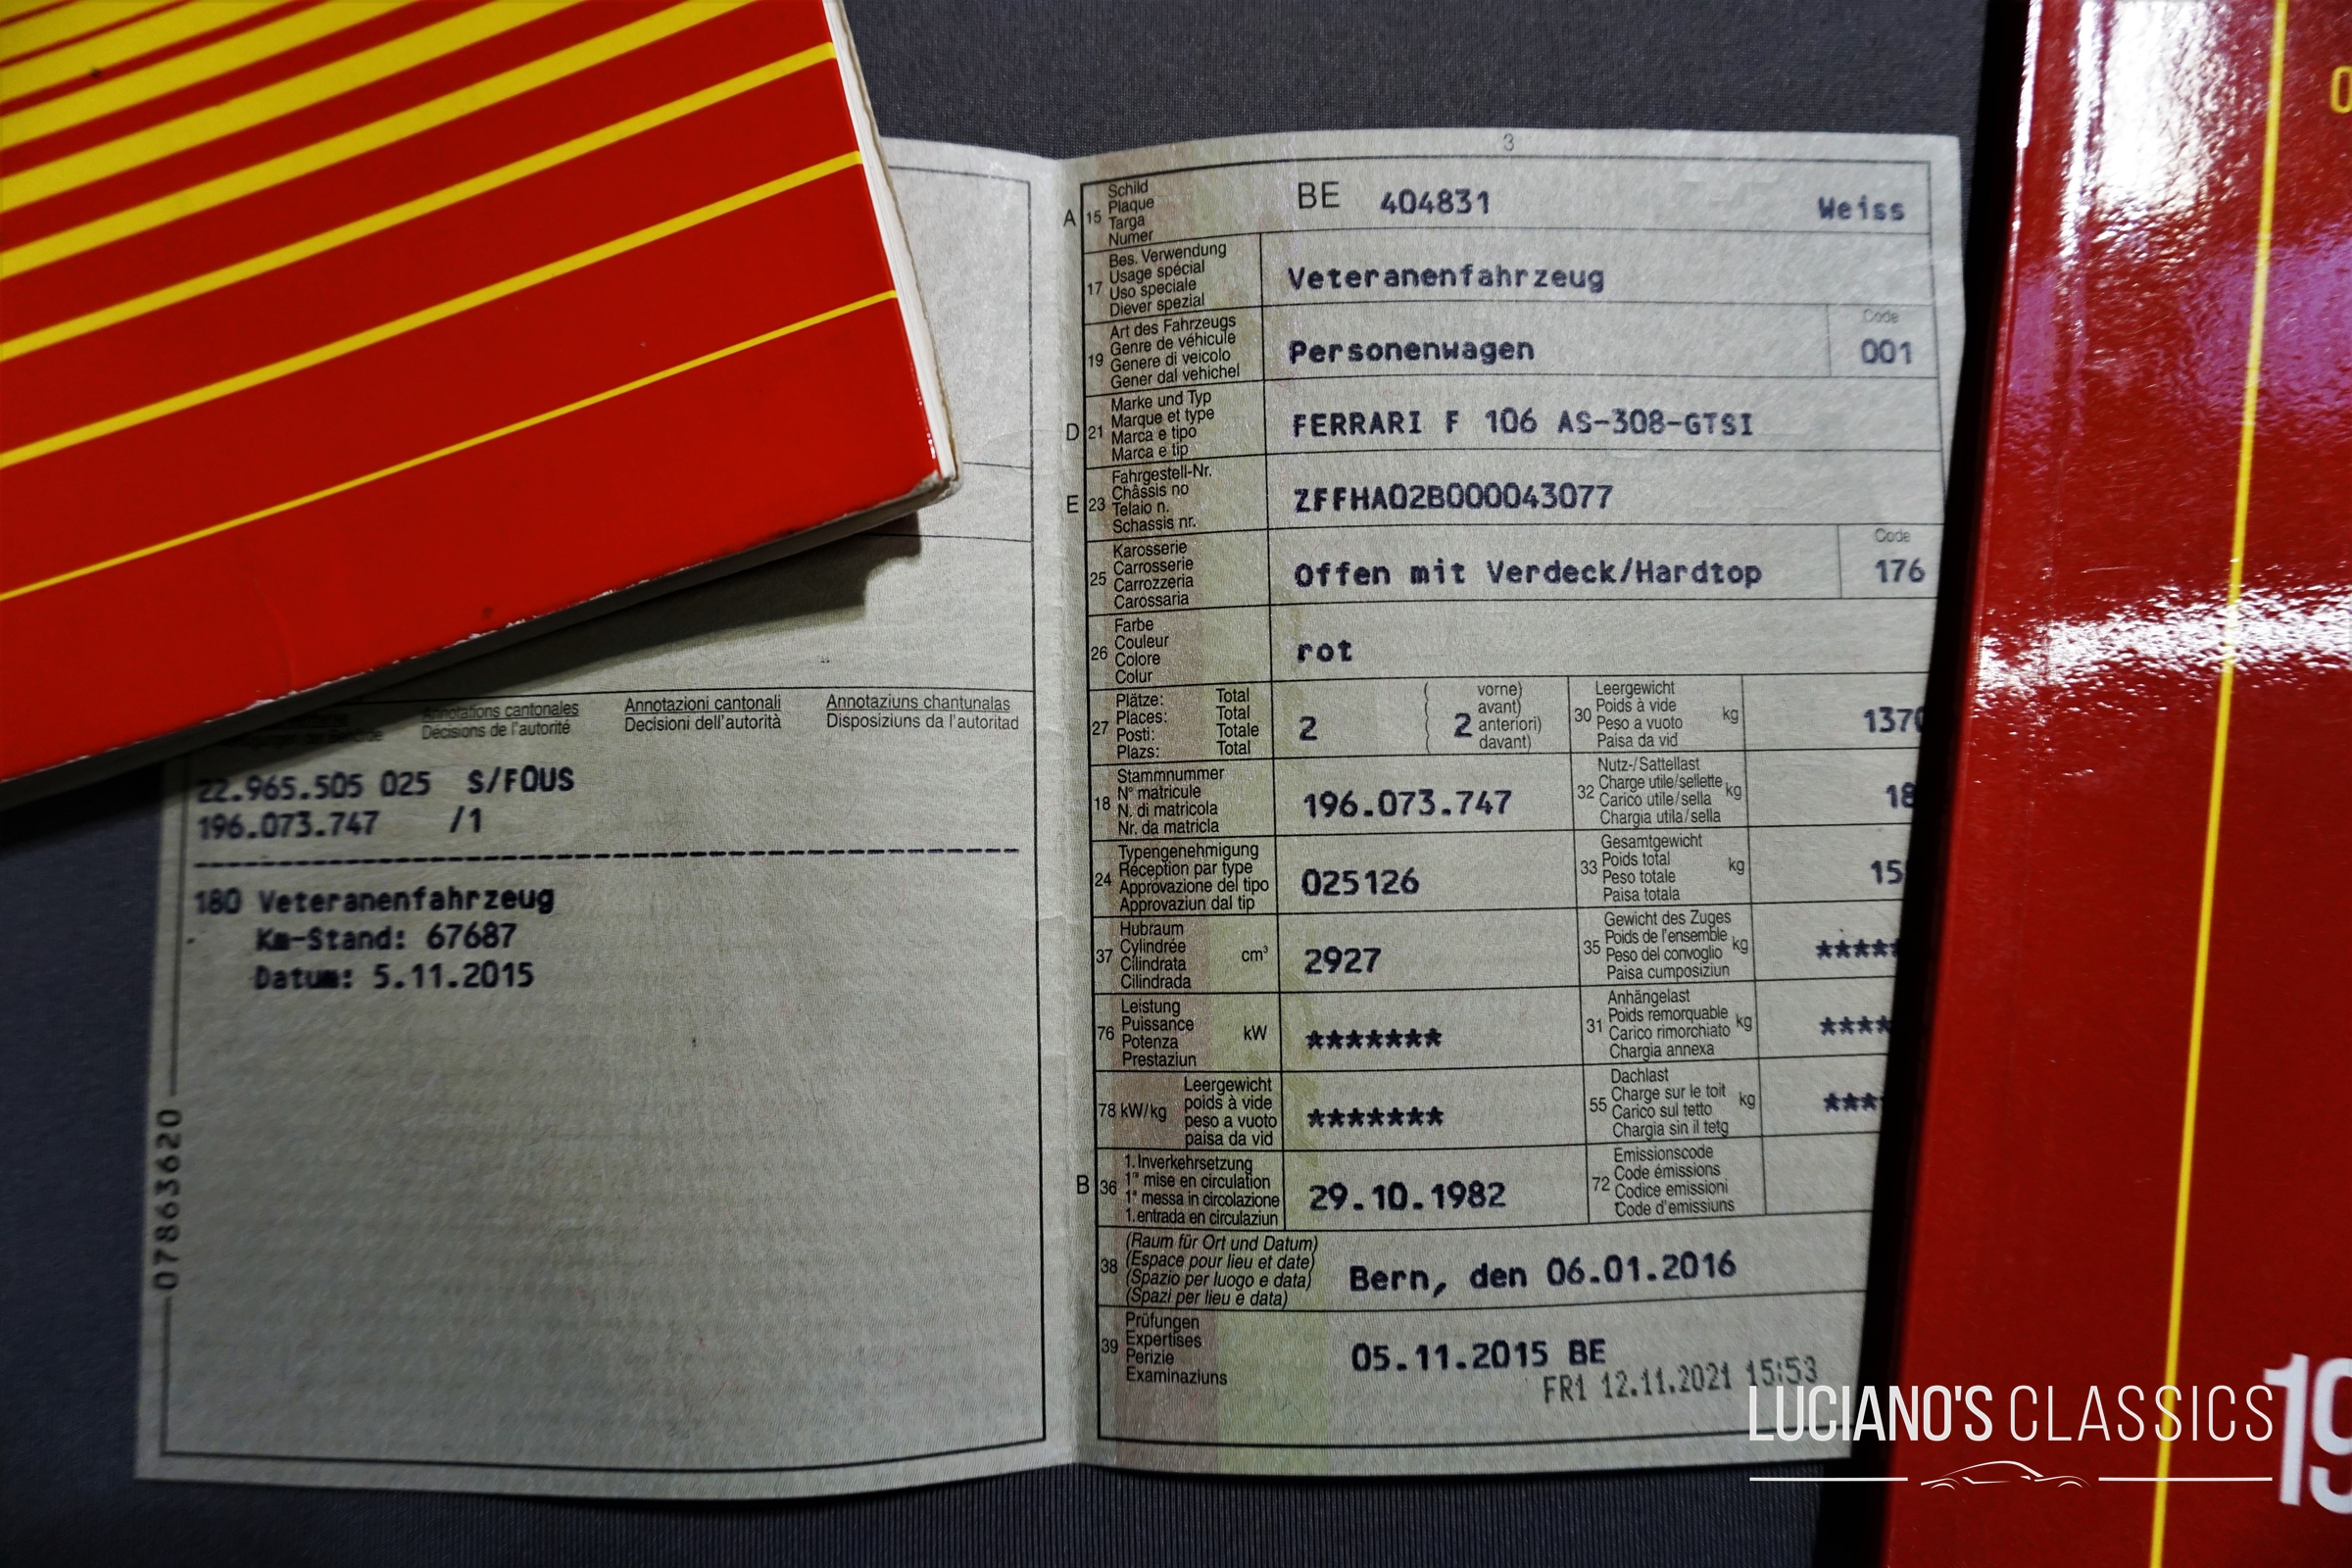 Annotations cantonales
Décisions de l'autorité
Annotazioni cantonali
Decisioni dell'autorità
Annotaziuns chantunalas
Disposiziuns da l'autoritad
22.965.505 025 S/FOUS
196.073.747 /1
180 Veteranenfahrzeug
Km-Stand: 67687
Datum: 5.11.2015
07863620
3
A 15 Schild
Plaque
Targa
Numer
BE 404831 Weiss
17 Bes. Verwendung
Usage spécial
Uso speciale
Diever spezial
Veteranenfahrzeug
19 Art des Fahrzeugs
Genre de véhicule
Genere di veicolo
Gener dal vehichel
Personenwagen
Code
001
D 21 Marke und Typ
Marque et type
Marca e tipo
Marca e tip
FERRARI F 106 AS-308-GTSI
E 23 Fahrgestell-Nr.
Châssis no
Telaio n.
Schassis nr.
ZFFHA02B000043077
25 Karosserie
Carrosserie
Carrozzeria
Carossaria
Offen mit Verdeck/Hardtop
Code
176
26 Farbe
Couleur
Colore
Colur
rot
27 Plätze: Total
Places: Total
Posti: Totale
Plazs: Total
2
( vorne)
( avant)
( 2 anteriori)
( davant)
30 Leergewicht
Poids à vide
Peso a vuoto
Paisa da vid
kg
1370
18 Stammnummer
N° matricule
N. di matricola
Nr. da matricla
196.073.747
32 Nutz-/Sattellast
Charge utile/sellette
Carico utile/sella
Chargia utila/sella
kg
18
24 Typengenehmigung
Réception par type
Approvazione del tipo
Approvaziun dal tip
025126
33 Gesamtgewicht
Poids total
Peso totale
Paisa totala
kg
15
37 Hubraum
Cylindrée
Cilindrata
Cilindrada
cm³
2927
35 Gewicht des Zuges
Poids de l'ensemble
Peso del convoglio
Paisa cumposiziun
kg
*****
76 Leistung
Puissance
Potenza
Prestaziun
kW
*******
31 Anhängelast
Poids remorquable
Carico rimorchiato
Chargia annexa
kg
****
78 kW/kg Leergewicht
poids à vide
peso a vuoto
paisa da vid
*******
55 Dachlast
Charge sur le toit
Carico sul tetto
Chargia sin il tetg
kg
***
B 36 1. Inverkehrsetzung
1re mise en circulation
1a messa in circolazione
1. entrada en circulaziun
29.10.1982
72 Emissionscode
Code émissions
Codice emissioni
Code d'emissiuns
38 (Raum für Ort und Datum)
(Espace pour lieu et date)
(Spazio per luogo e data)
(Spazi per lieu e data)
Bern, den 06.01.2016
39 Prüfungen
Expertises
Perizie
Examinaziuns
05.11.2015 BE
FR1 12.11.2021 15:53
LUCIANO'S CLASSICS
19